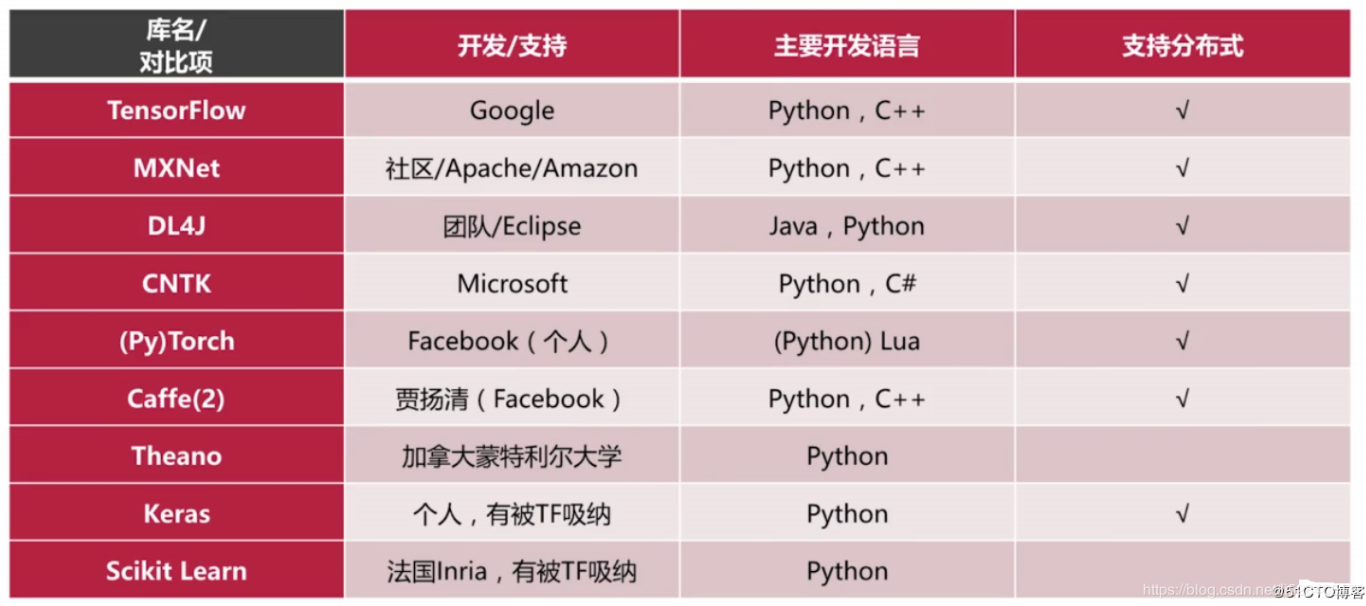 库名/
对比项
开发/支持
主要开发语言
支持分布式
TensorFlow
Google
Python，C++
√
MXNet
社区/Apache/Amazon
Python，C++
√
DL4J
团队/Eclipse
Java，Python
√
CNTK
Microsoft
Python，C#
√
(Py)Torch
Facebook（个人）
(Python) Lua
√
Caffe(2)
贾扬清（Facebook）
Python，C++
√
Theano
加拿大蒙特利尔大学
Python
Keras
个人，有被TF吸纳
Python
√
Scikit Learn
法国Inria，有被TF吸纳
Python
https://blog.csdn.net
@51CTO博客